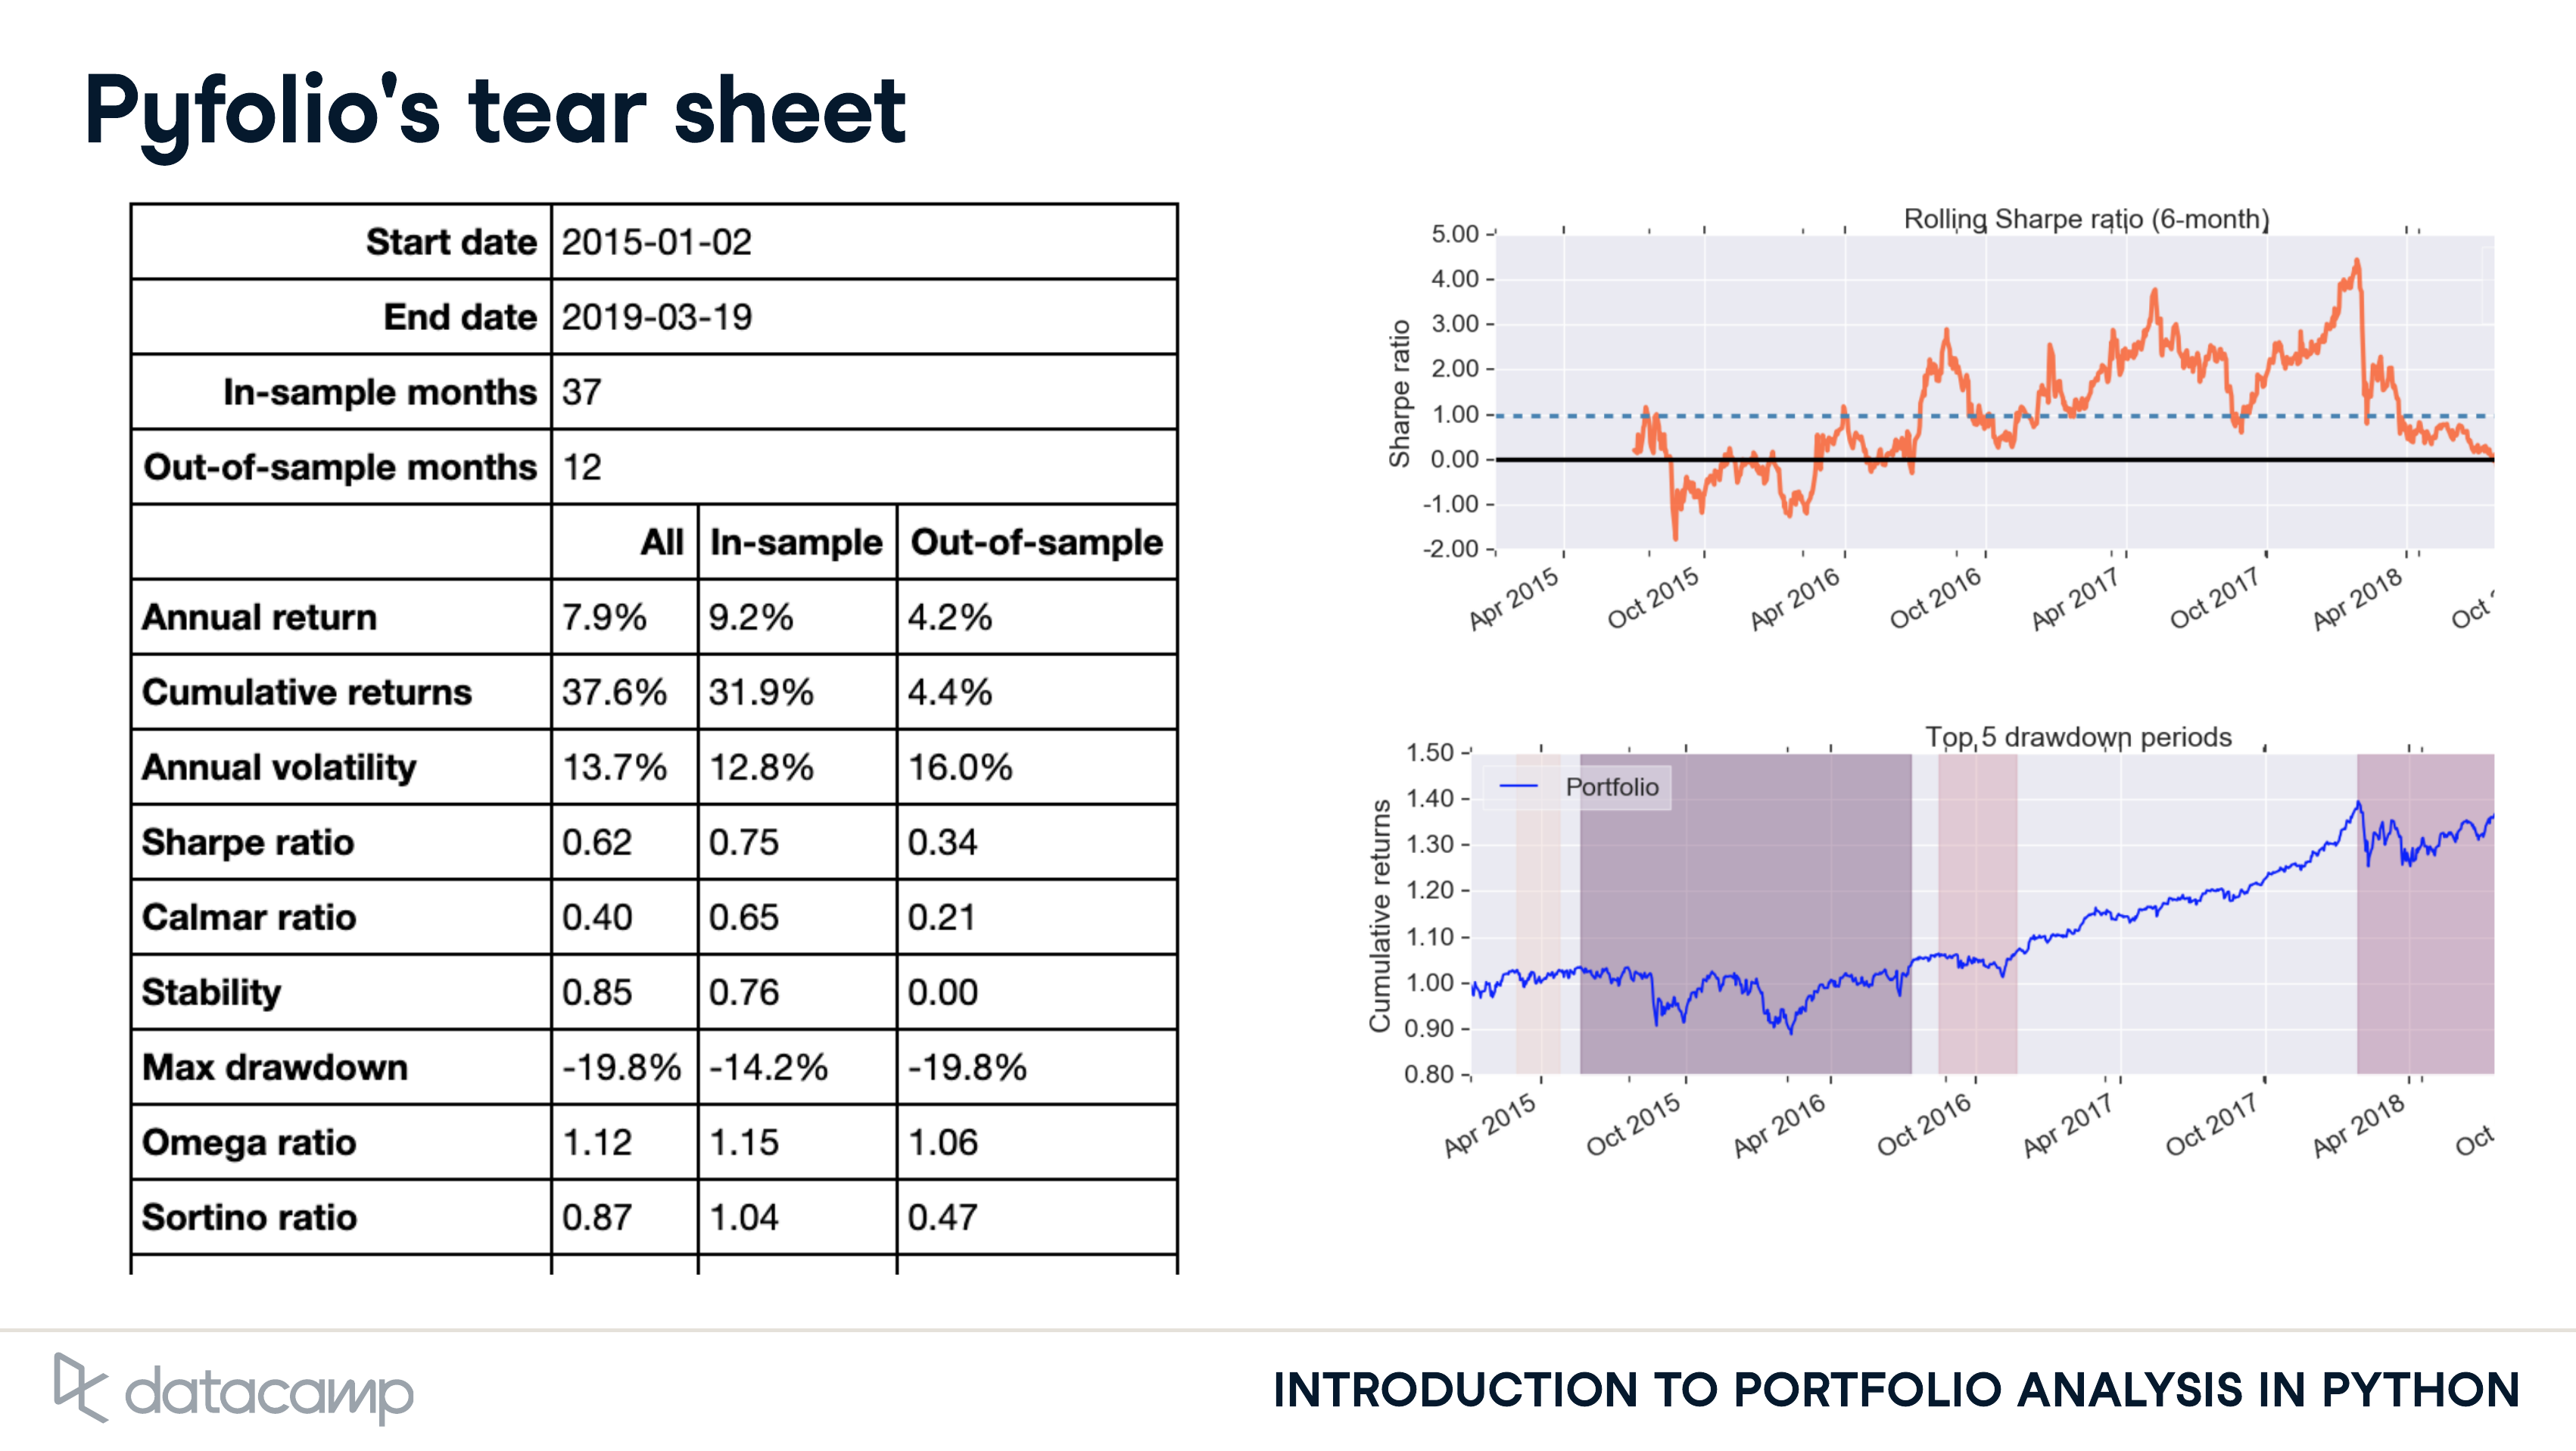 Pyfolio's tear sheet
Start date 2015-01-02
End date 2019-03-19
In-sample months 37
Out-of-sample months 12
All In-sample Out-of-sample
Annual return 7.9% 9.2% 4.2%
Cumulative returns 37.6% 31.9% 4.4%
Annual volatility 13.7% 12.8% 16.0%
Sharpe ratio 0.62 0.75 0.34
Calmar ratio 0.40 0.65 0.21
Stability 0.85 0.76 0.00
Max drawdown -19.8% -14.2% -19.8%
Omega ratio 1.12 1.15 1.06
Sortino ratio 0.87 1.04 0.47
Rolling Sharpe ratio (6-month)
Sharpe ratio
5.00
4.00
3.00
2.00
1.00
0.00
-1.00
-2.00
Apr 2015 Oct 2015 Apr 2016 Oct 2016 Apr 2017 Oct 2017 Apr 2018 Oct
Top 5 drawdown periods
Portfolio
Cumulative returns
1.50
1.40
1.30
1.20
1.10
1.00
0.90
0.80
Apr 2015 Oct 2015 Apr 2016 Oct 2016 Apr 2017 Oct 2017 Apr 2018 Oct
datacamp
INTRODUCTION TO PORTFOLIO ANALYSIS IN PYTHON